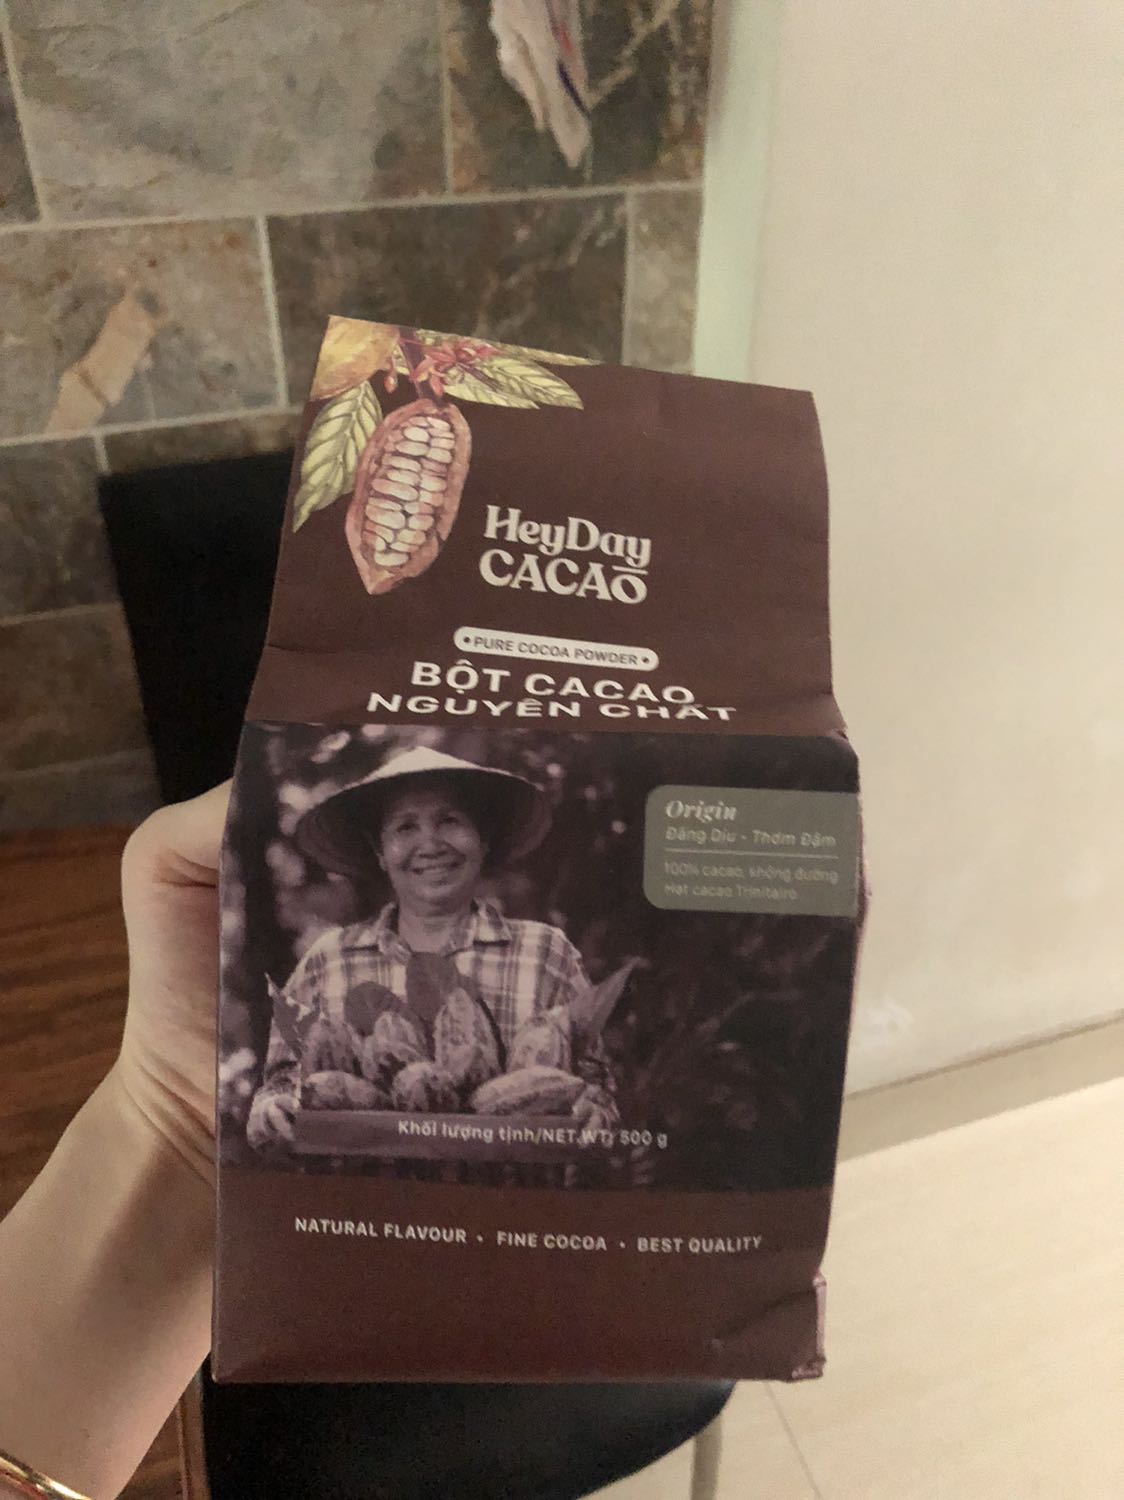 HeyDay
CACAO
• PURE COCOA POWDER •
BỘT CACAO
NGUYÊN CHẤT
Origin
Đắng Dịu - Thơm Đậm
100% cacao, không đường
Hạt cacao Trinitario
Khối lượng tịnh/NET.WT: 500 g
NATURAL FLAVOUR • FINE COCOA • BEST QUALITY